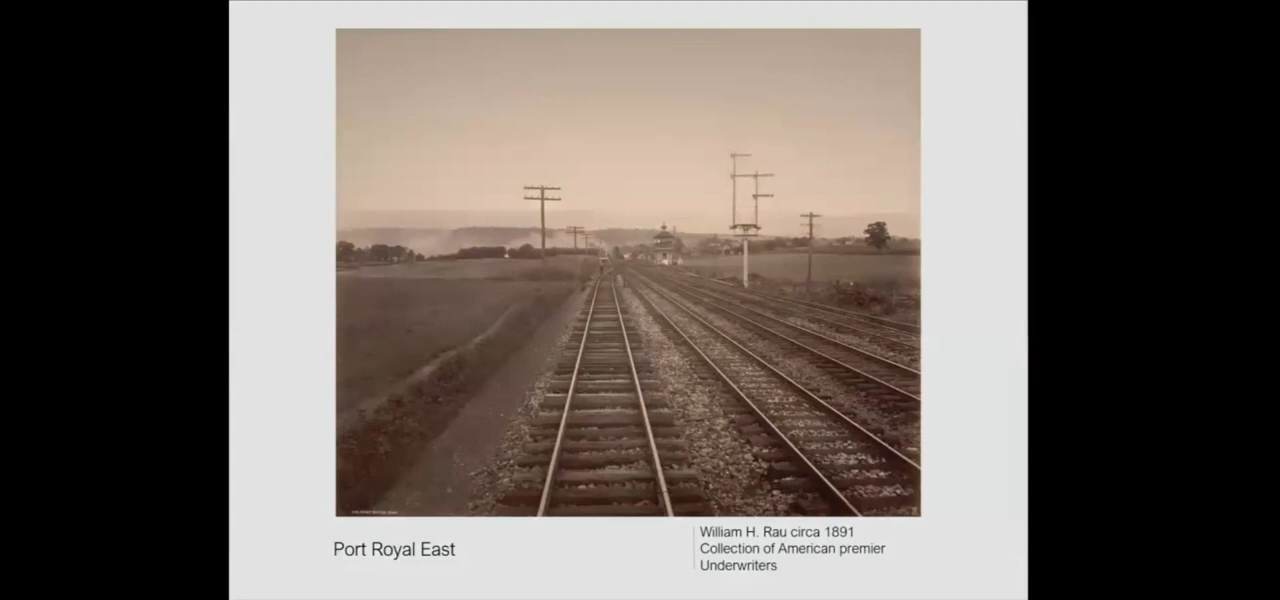 Port Royal East
William H. Rau circa 1891
Collection of American premier
Underwriters